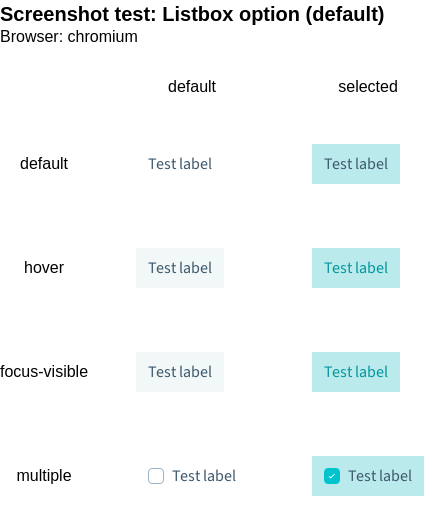 Screenshot test: Listbox option (default)
Browser: chromium
default selected
default Test label Test label
hover Test label Test label
focus-visible Test label Test label
multiple Test label Test label